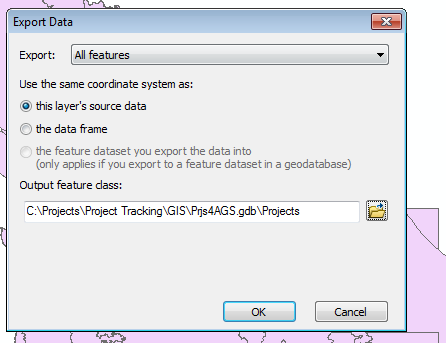 Export Data
Export: All features
Use the same coordinate system as:
this layer's source data
the data frame
the feature dataset you export the data into
(only applies if you export to a feature dataset in a geodatabase)
Output feature class:
C:\Projects\Project Tracking\GIS\Prjs4AGS.gdb\Projects
OK Cancel